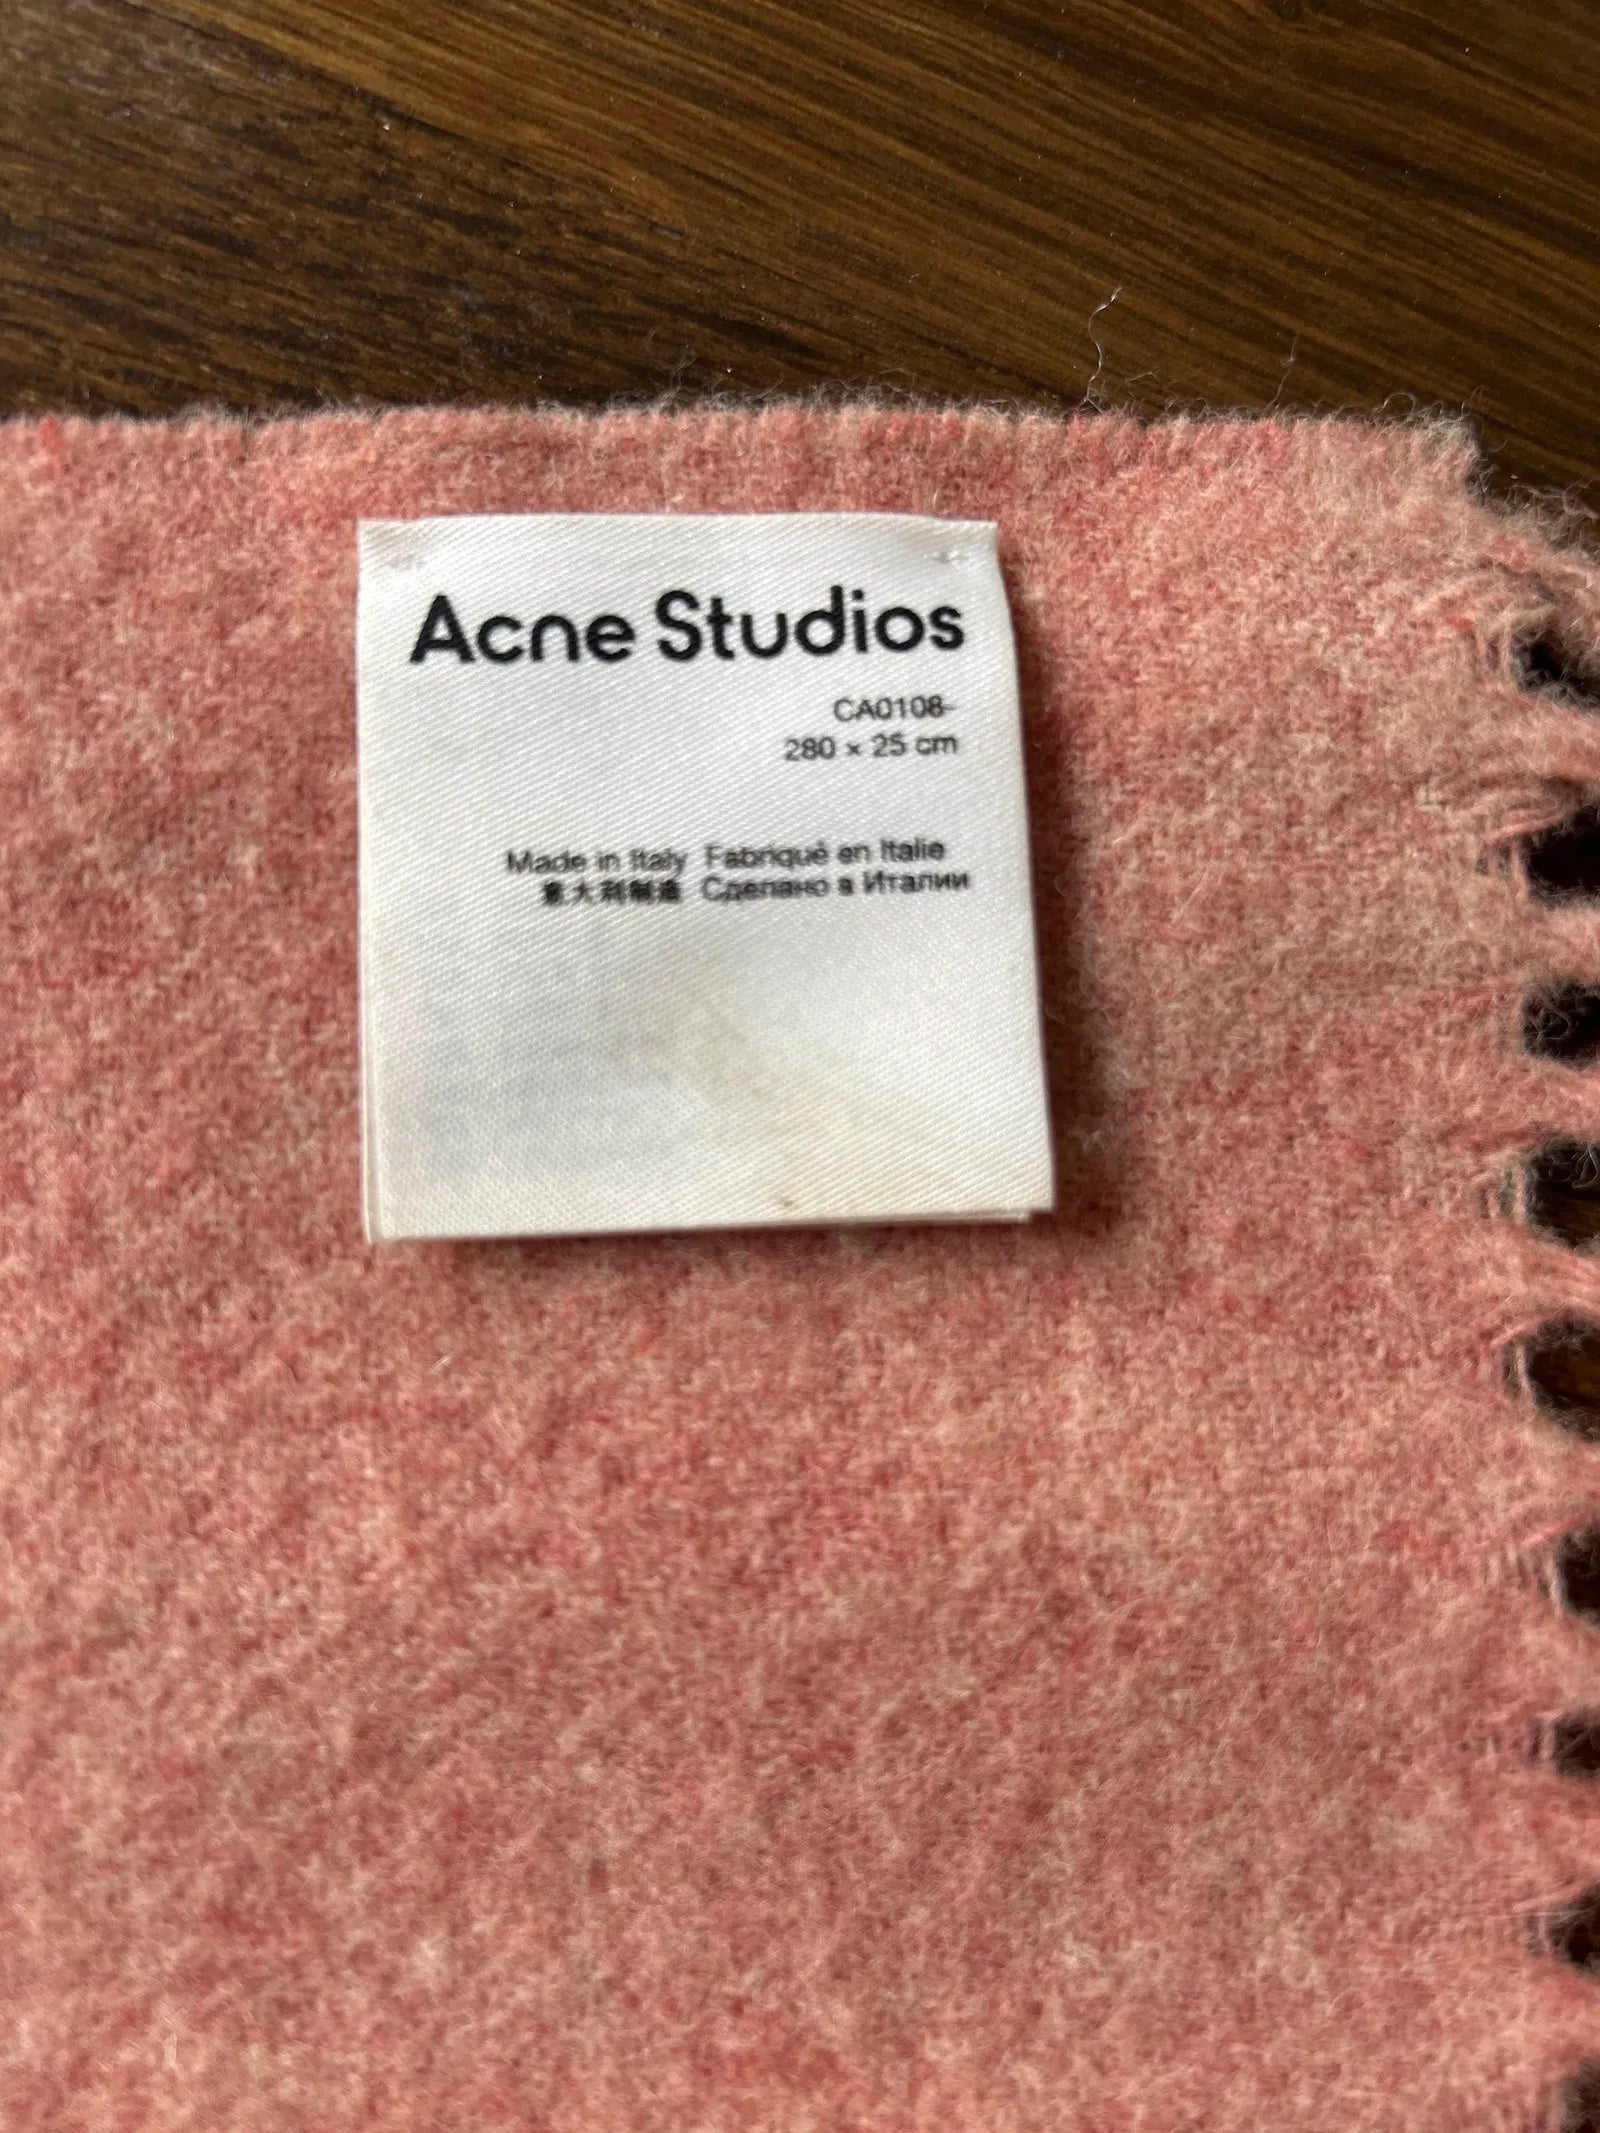 Acne Studios
CA0108-
280 × 25 cm
Made in Italy Fabriqué en Italie
意大利制造 Сделано в Италии